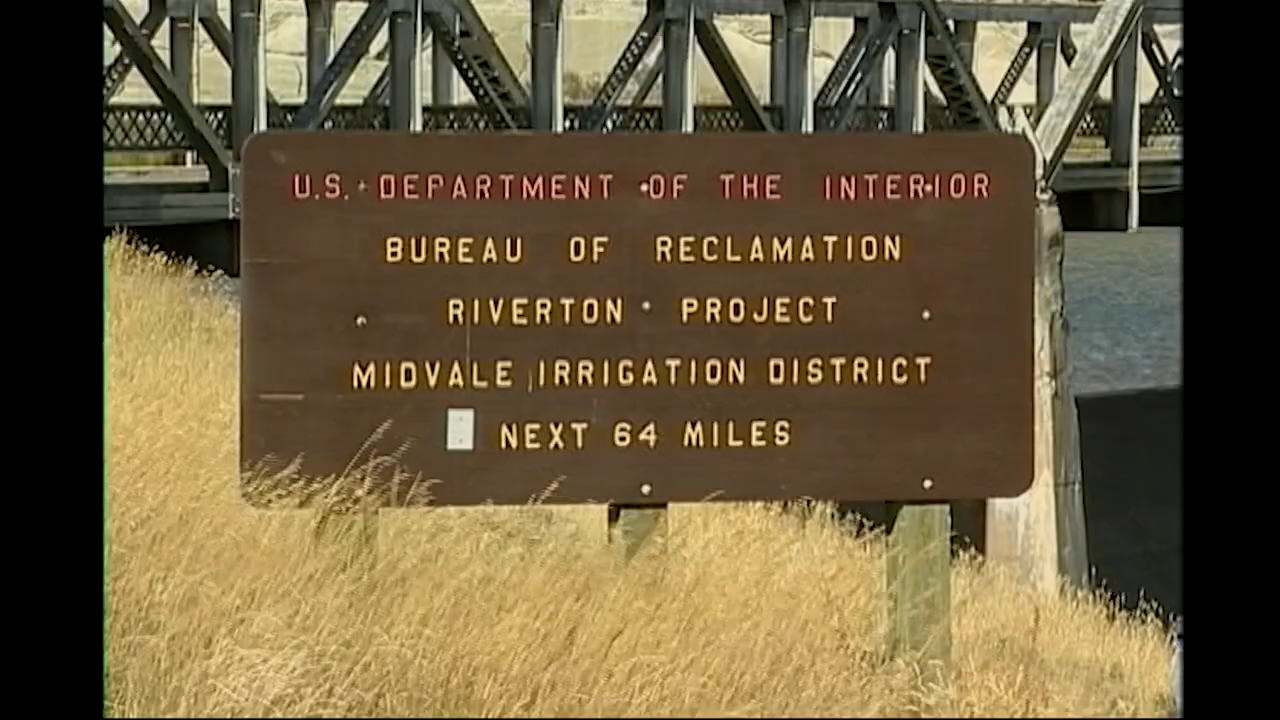 U.S. DEPARTMENT OF THE INTERIOR
BUREAU OF RECLAMATION
RIVERTON PROJECT
MIDVALE IRRIGATION DISTRICT
NEXT 64 MILES